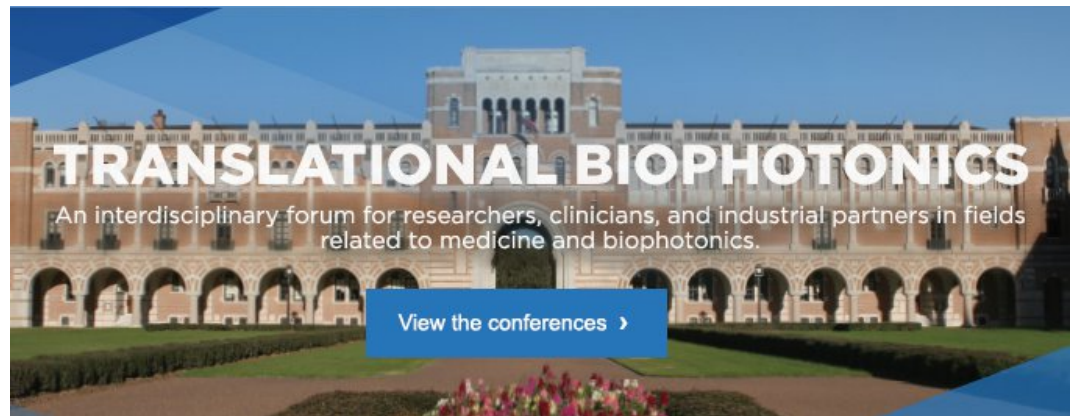 TRANSLATIONAL BIOPHOTONICS
An interdisciplinary forum for researchers, clinicians, and industrial partners in fields
related to medicine and biophotonics.
View the conferences ›